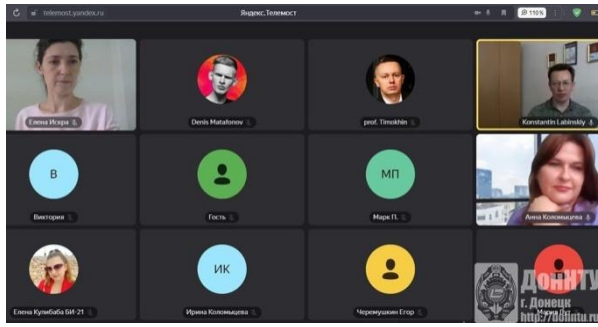 telemost.yandex.ru
Яндекс.Телемост
110%
Елена Искра
Denis Matafonov
prof. Timokhin
Konstantin Labinskiy
В
МП
Виктория
Гость
Марк П.
Анна Коломыцева
ИК
Елена Кулибаба БИ-21
Ирина Коломыцева
Черемушкин Егор
ДонНТУ
г. Донецк
http://donntu.ru